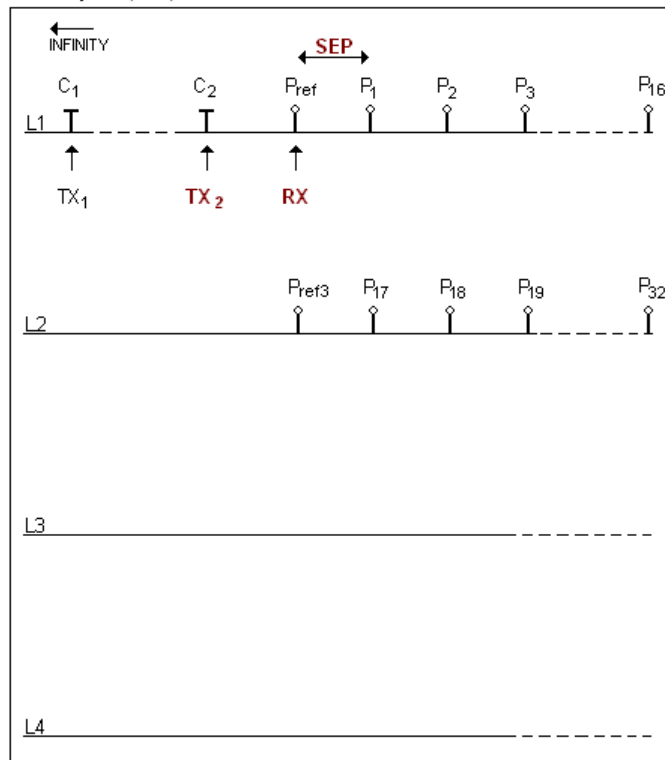 INFINITY
SEP
C1 C2 Pref P1 P2 P3 P16
L1
TX1 TX2 RX
Pref3 P17 P18 P19 P32
L2
L3
L4